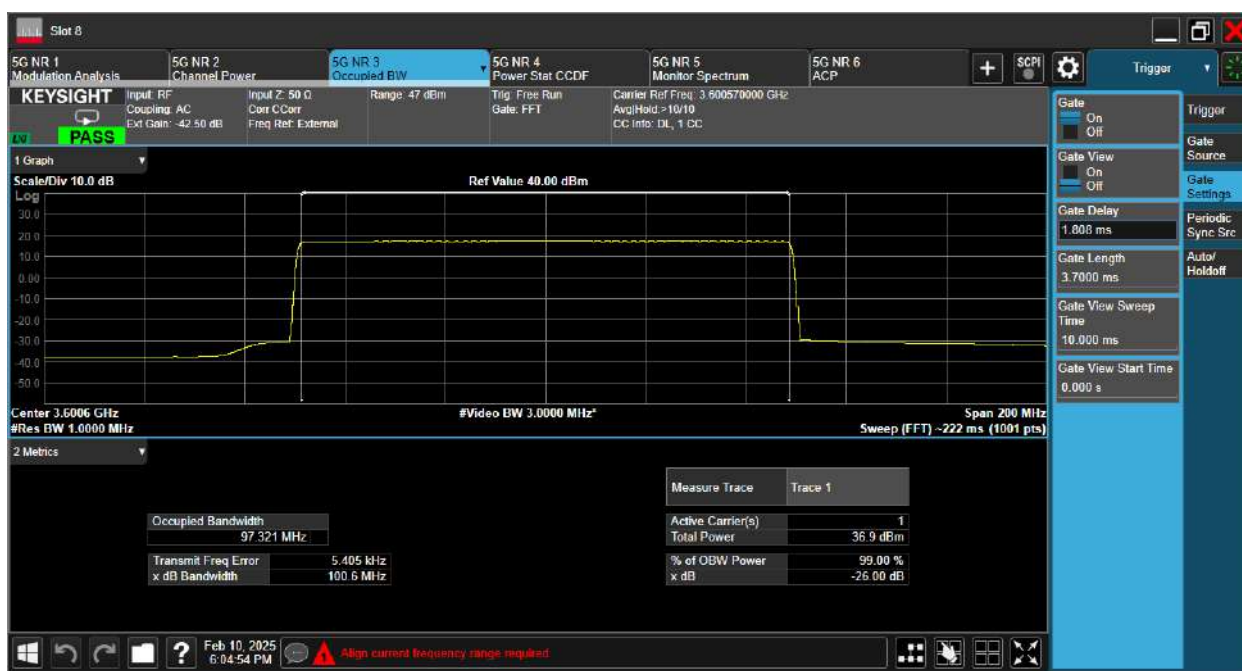 Slot 8
5G NR 1
Modulation Analysis
5G NR 2
Channel Power
5G NR 3
Occupied BW
5G NR 4
Power Stat CCDF
5G NR 5
Monitor Spectrum
5G NR 6
ACP
SCPI
Trigger
KEYSIGHT
LXI
PASS
Input: RF
Coupling: AC
Ext Gain: -42.50 dB
Input Z: 50 Ω
Corr CCorr
Freq Ref: External
Range: 47 dBm
Trig: Free Run
Gate: FFT
Carrier Ref Freq: 3.600570000 GHz
Avg|Hold:>10/10
CC Info: DL, 1 CC
1 Graph
Scale/Div 10.0 dB
Ref Value 40.00 dBm
Log
30.0
20.0
10.0
0.00
-10.0
-20.0
-30.0
-40.0
-50.0
Center 3.6006 GHz
#Video BW 3.0000 MHz*
Span 200 MHz
#Res BW 1.0000 MHz
Sweep (FFT) ~222 ms (1001 pts)
2 Metrics
Measure Trace Trace 1
Occupied Bandwidth
97.321 MHz
Active Carrier(s) 1
Total Power 36.9 dBm
Transmit Freq Error 5.405 kHz
x dB Bandwidth 100.6 MHz
% of OBW Power 99.00 %
x dB -26.00 dB
Gate
On
Off
Gate View
On
Off
Gate Delay
1.808 ms
Gate Length
3.7000 ms
Gate View Sweep
Time
10.000 ms
Gate View Start Time
0.000 s
Trigger
Gate
Source
Gate
Settings
Periodic
Sync Src
Auto/
Holdoff
?
Feb 10, 2025
6:04:54 PM
Align current frequency range required